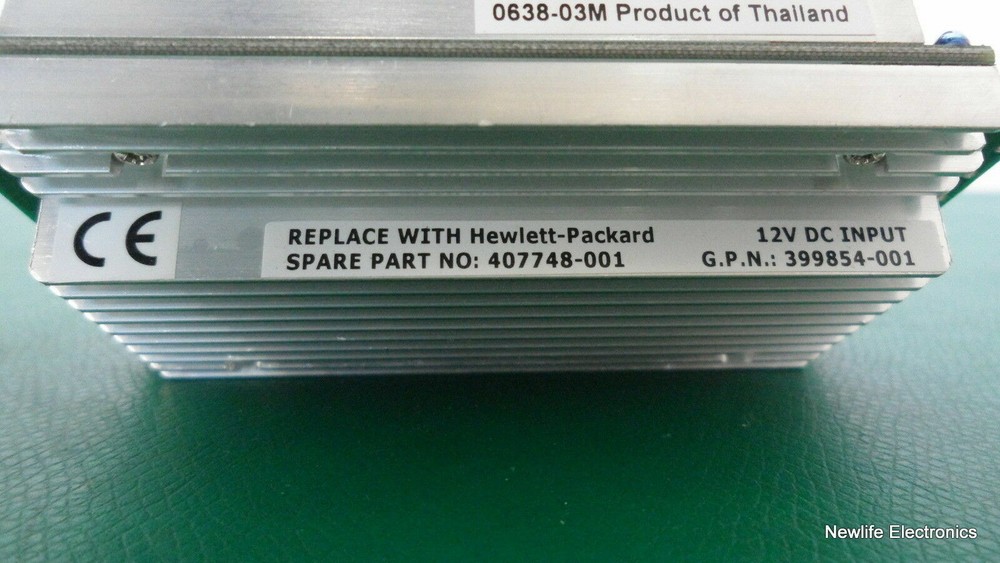 0638-03M Product of Thailand
CE
REPLACE WITH Hewlett-Packard
SPARE PART NO: 407748-001
12V DC INPUT
G.P.N.: 399854-001
Newlife Electronics